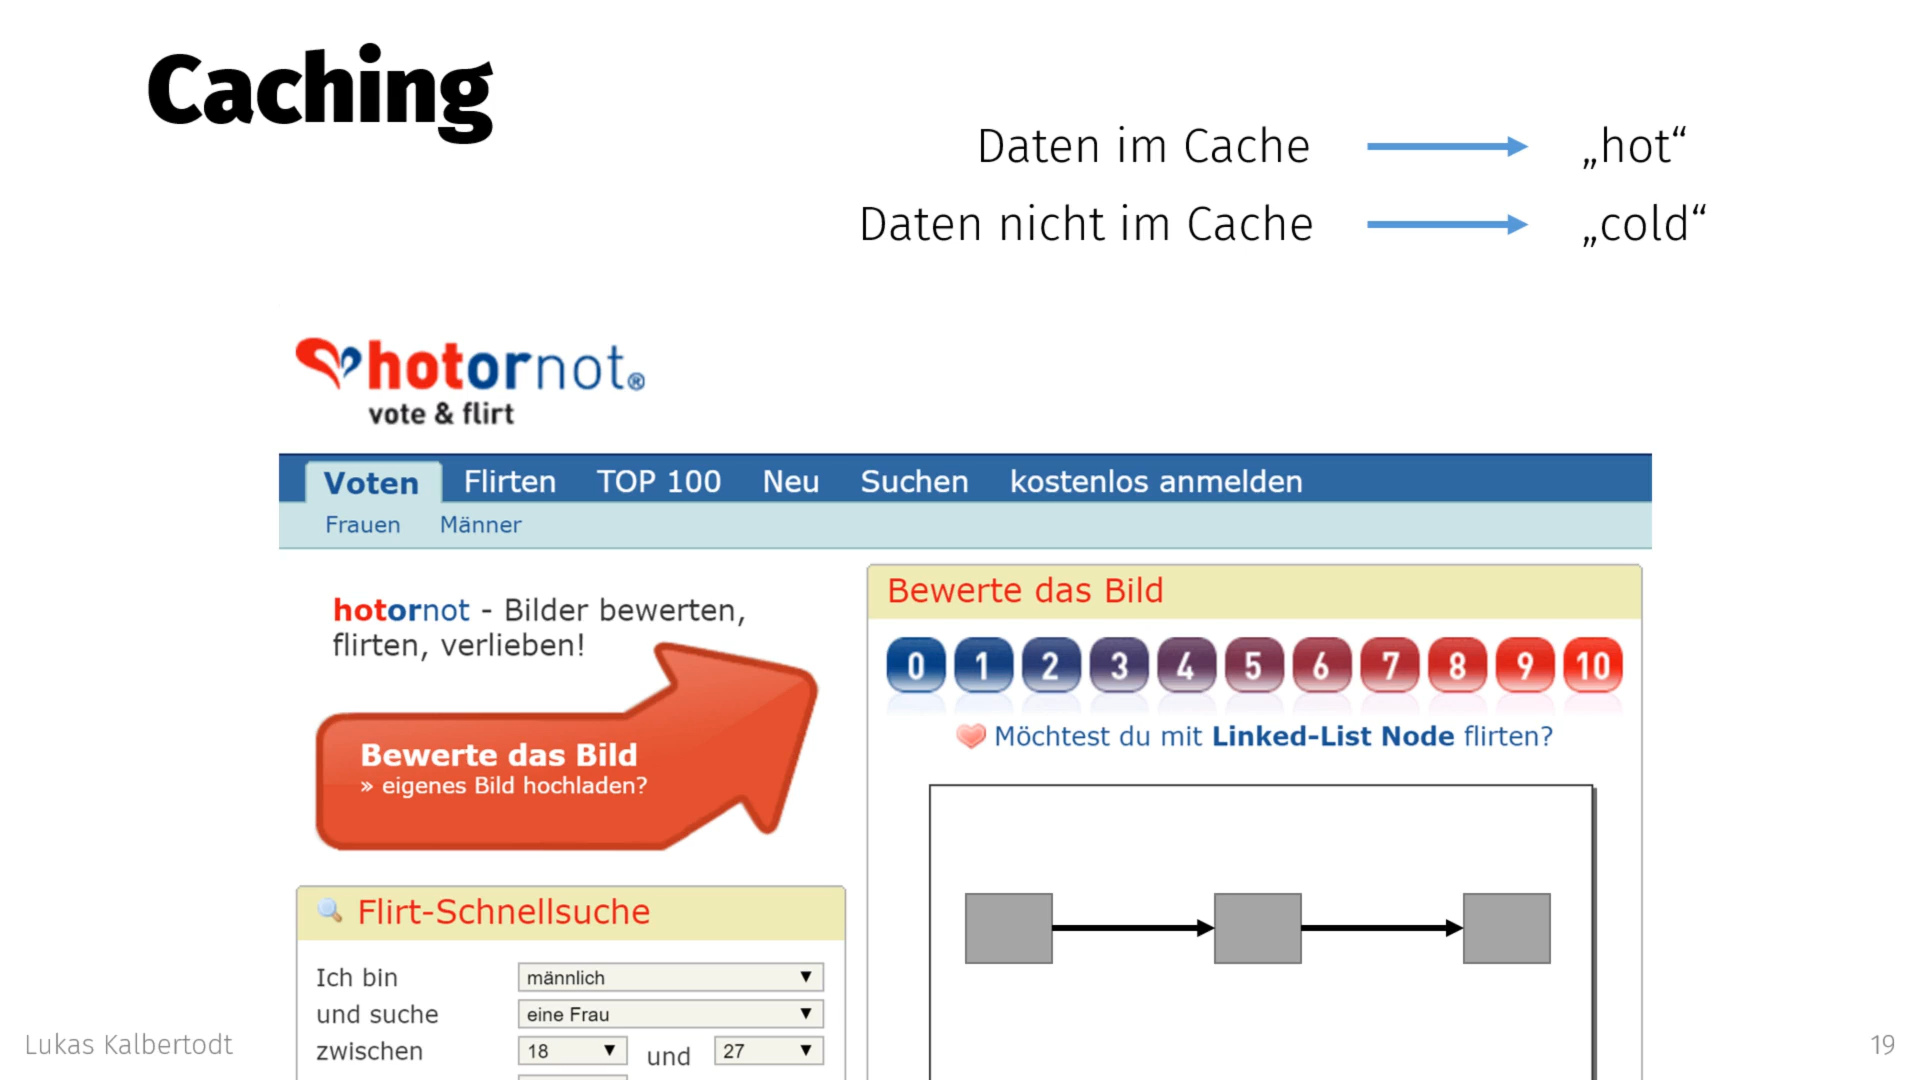 Caching
Daten im Cache „hot“
Daten nicht im Cache „cold“
hotornot®
vote & flirt
Voten Flirten TOP 100 Neu Suchen kostenlos anmelden
Frauen Männer
hotornot - Bilder bewerten,
flirten, verlieben!
Bewerte das Bild
» eigenes Bild hochladen?
Flirt-Schnellsuche
Ich bin männlich
und suche eine Frau
zwischen 18 und 27
Bewerte das Bild
0 1 2 3 4 5 6 7 8 9 10
Möchtest du mit Linked-List Node flirten?
Lukas Kalbertodt
19